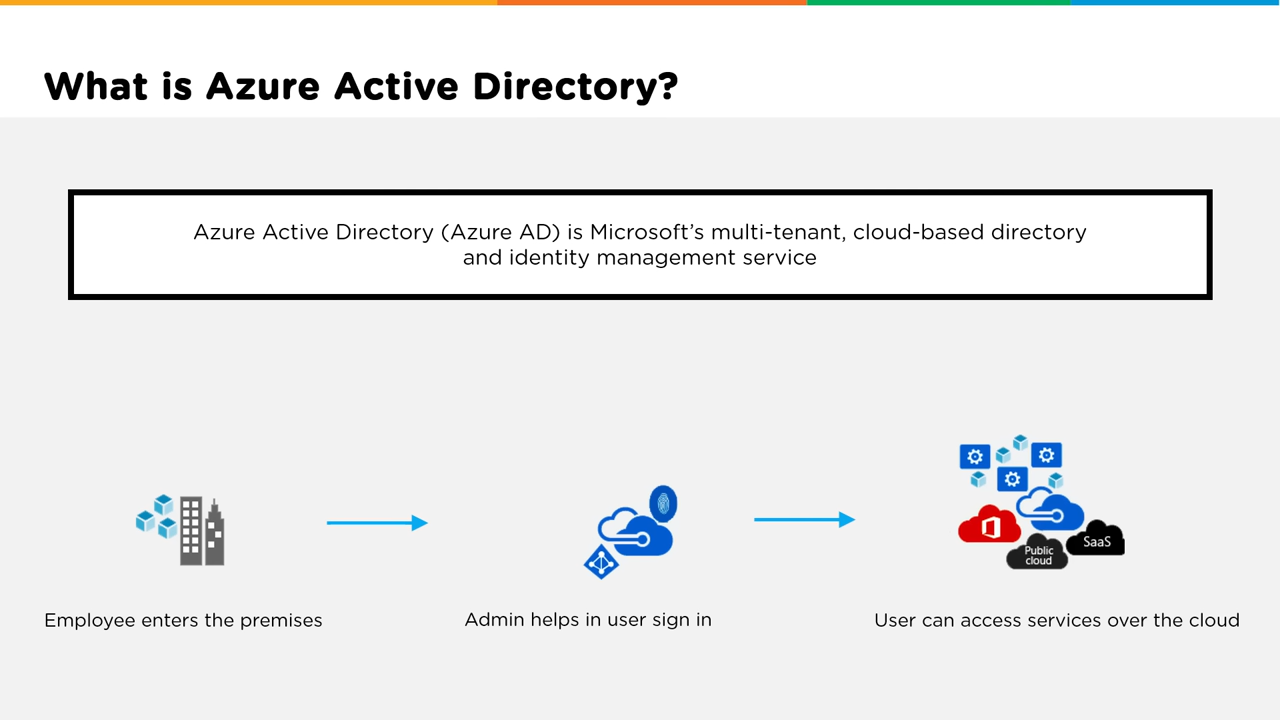 What is Azure Active Directory?
Azure Active Directory (Azure AD) is Microsoft’s multi-tenant, cloud-based directory
and identity management service
Public
cloud
SaaS
Employee enters the premises
Admin helps in user sign in
User can access services over the cloud